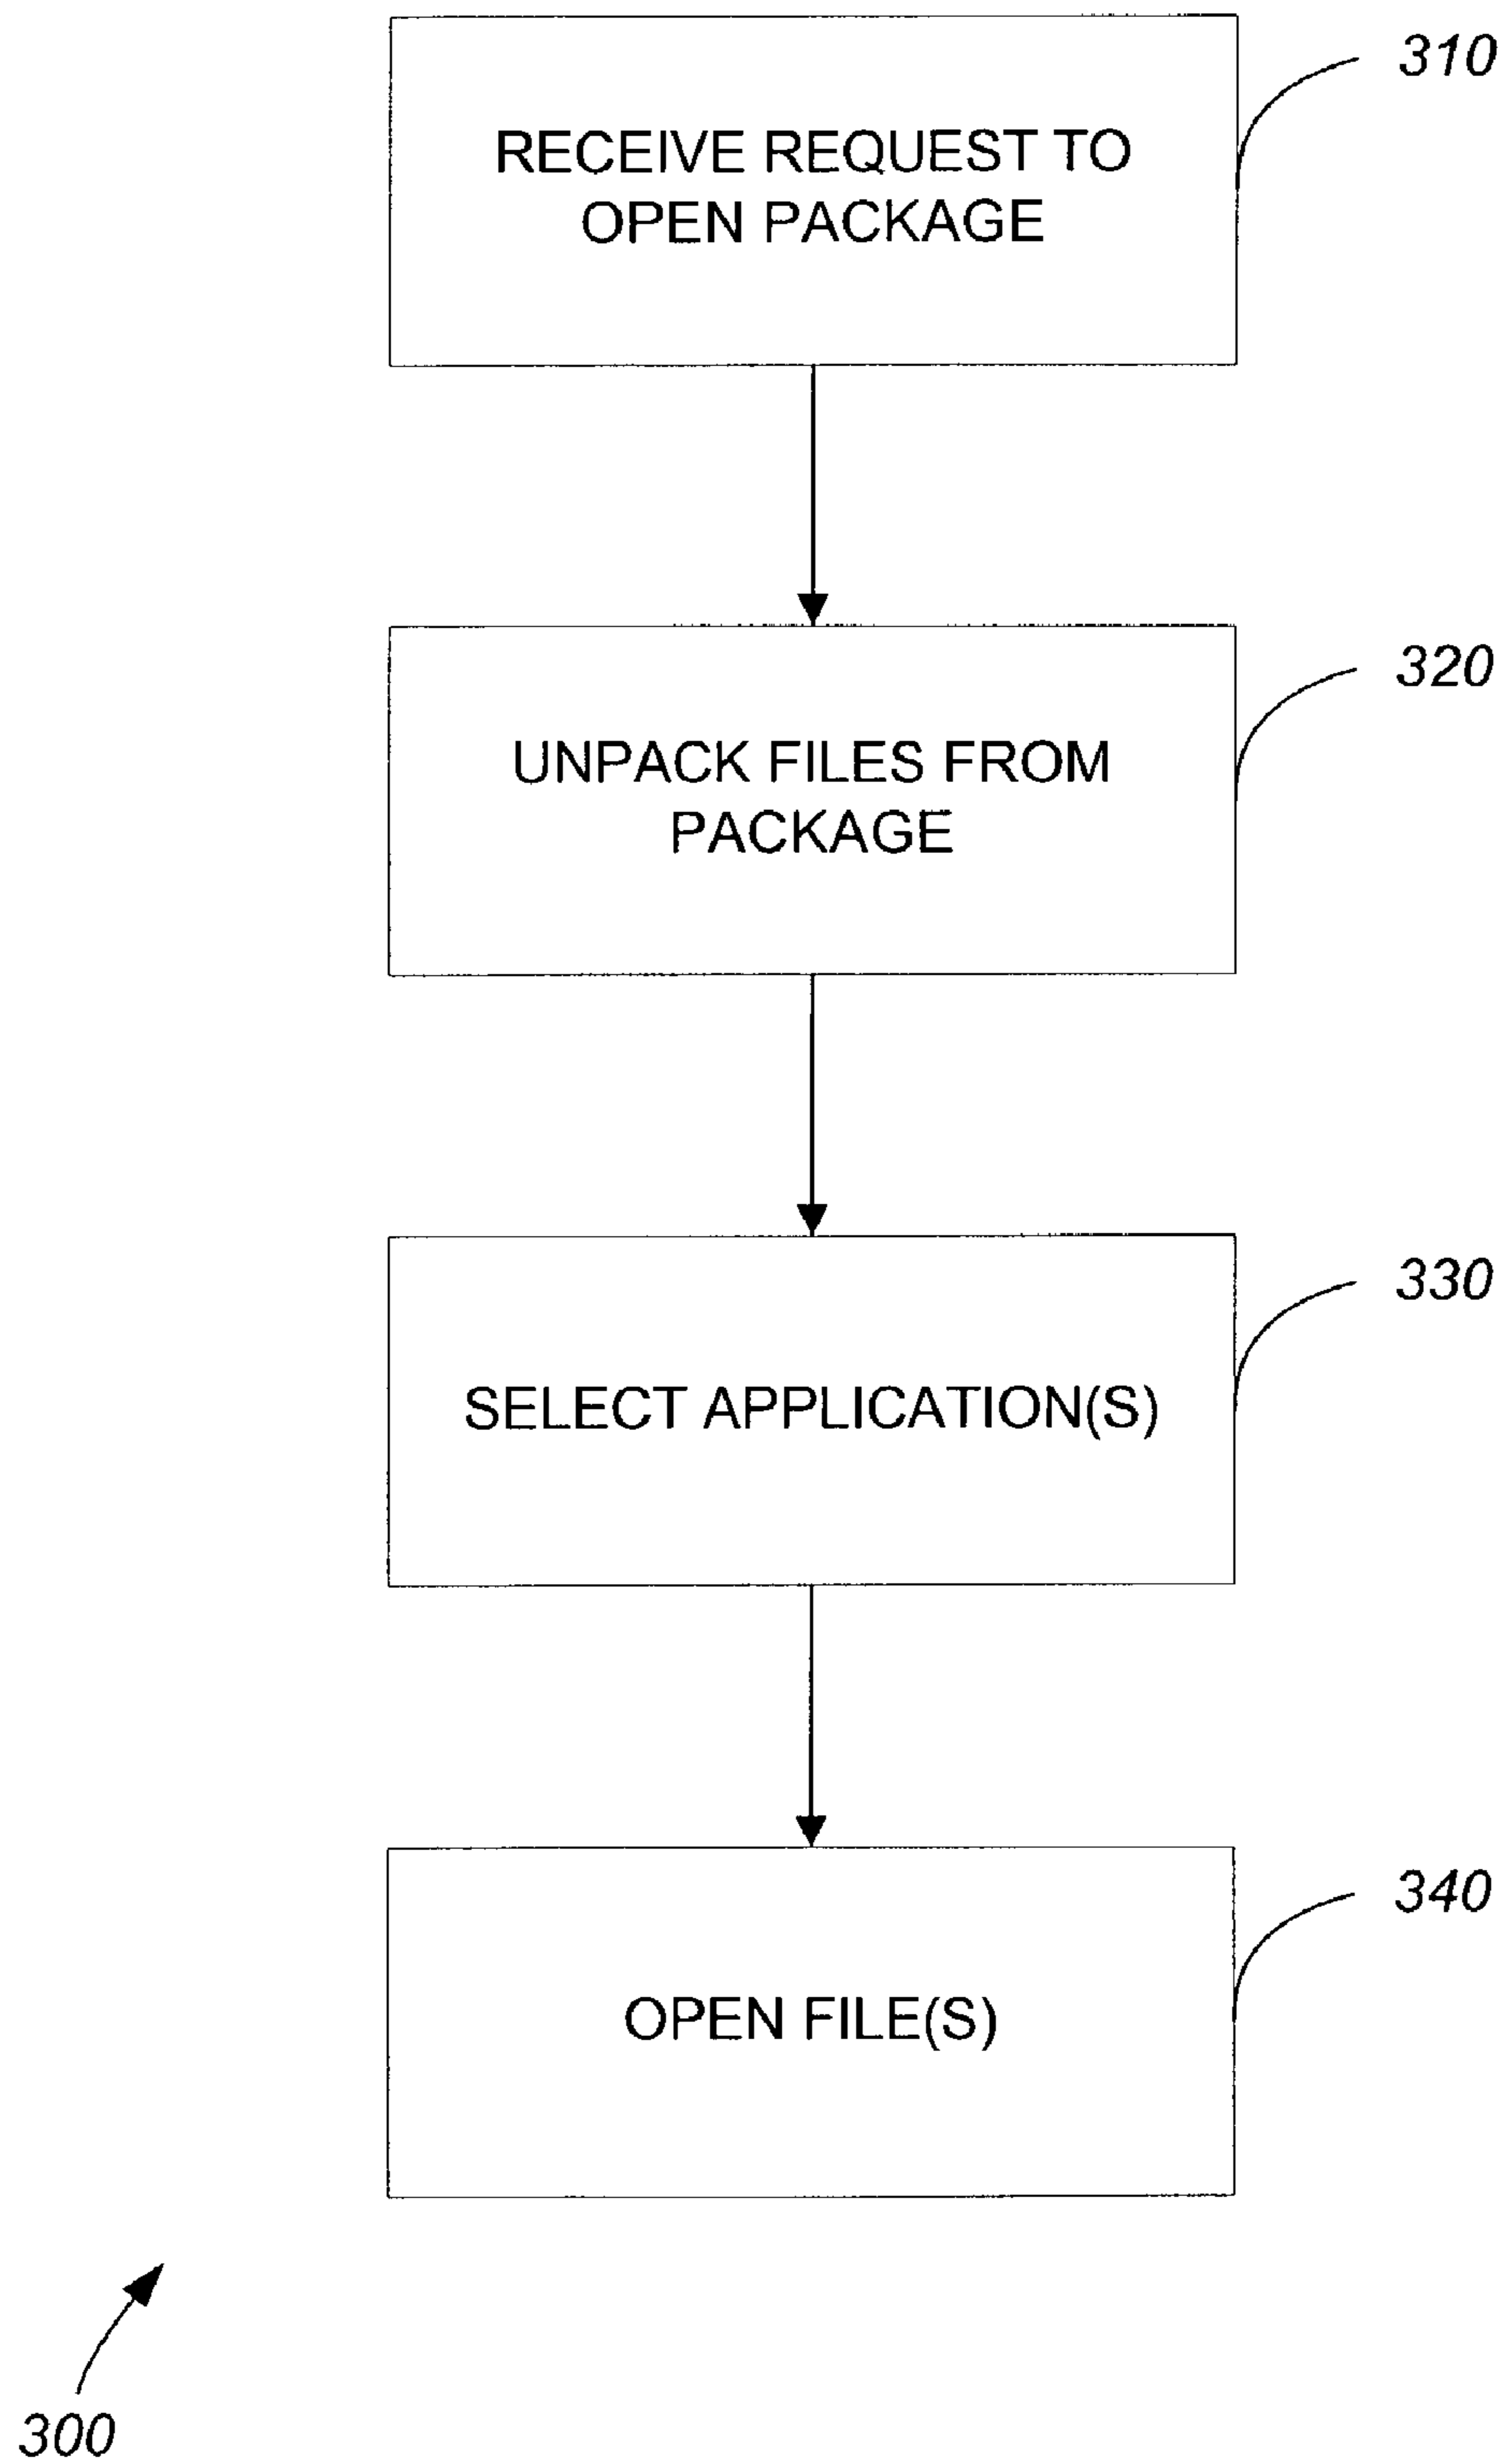 310
RECEIVE REQUEST TO
OPEN PACKAGE
320
UNPACK FILES FROM
PACKAGE
330
SELECT APPLICATION(S)
340
OPEN FILE(S)
300